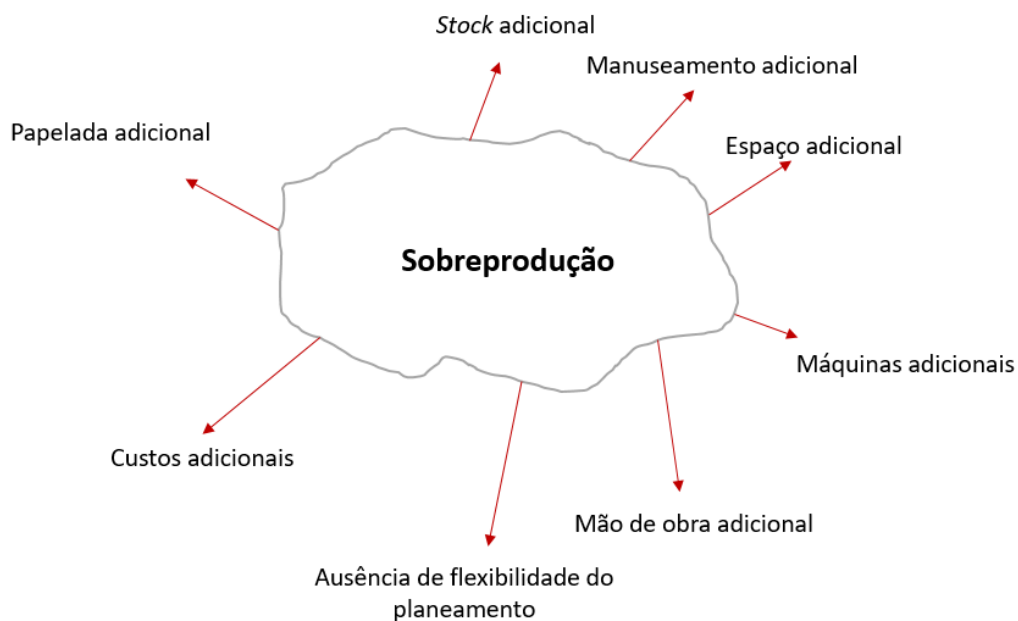 Stock adicional
Manuseamento adicional
Papelada adicional
Espaço adicional
Sobreprodução
Máquinas adicionais
Custos adicionais
Mão de obra adicional
Ausência de flexibilidade do
planeamento